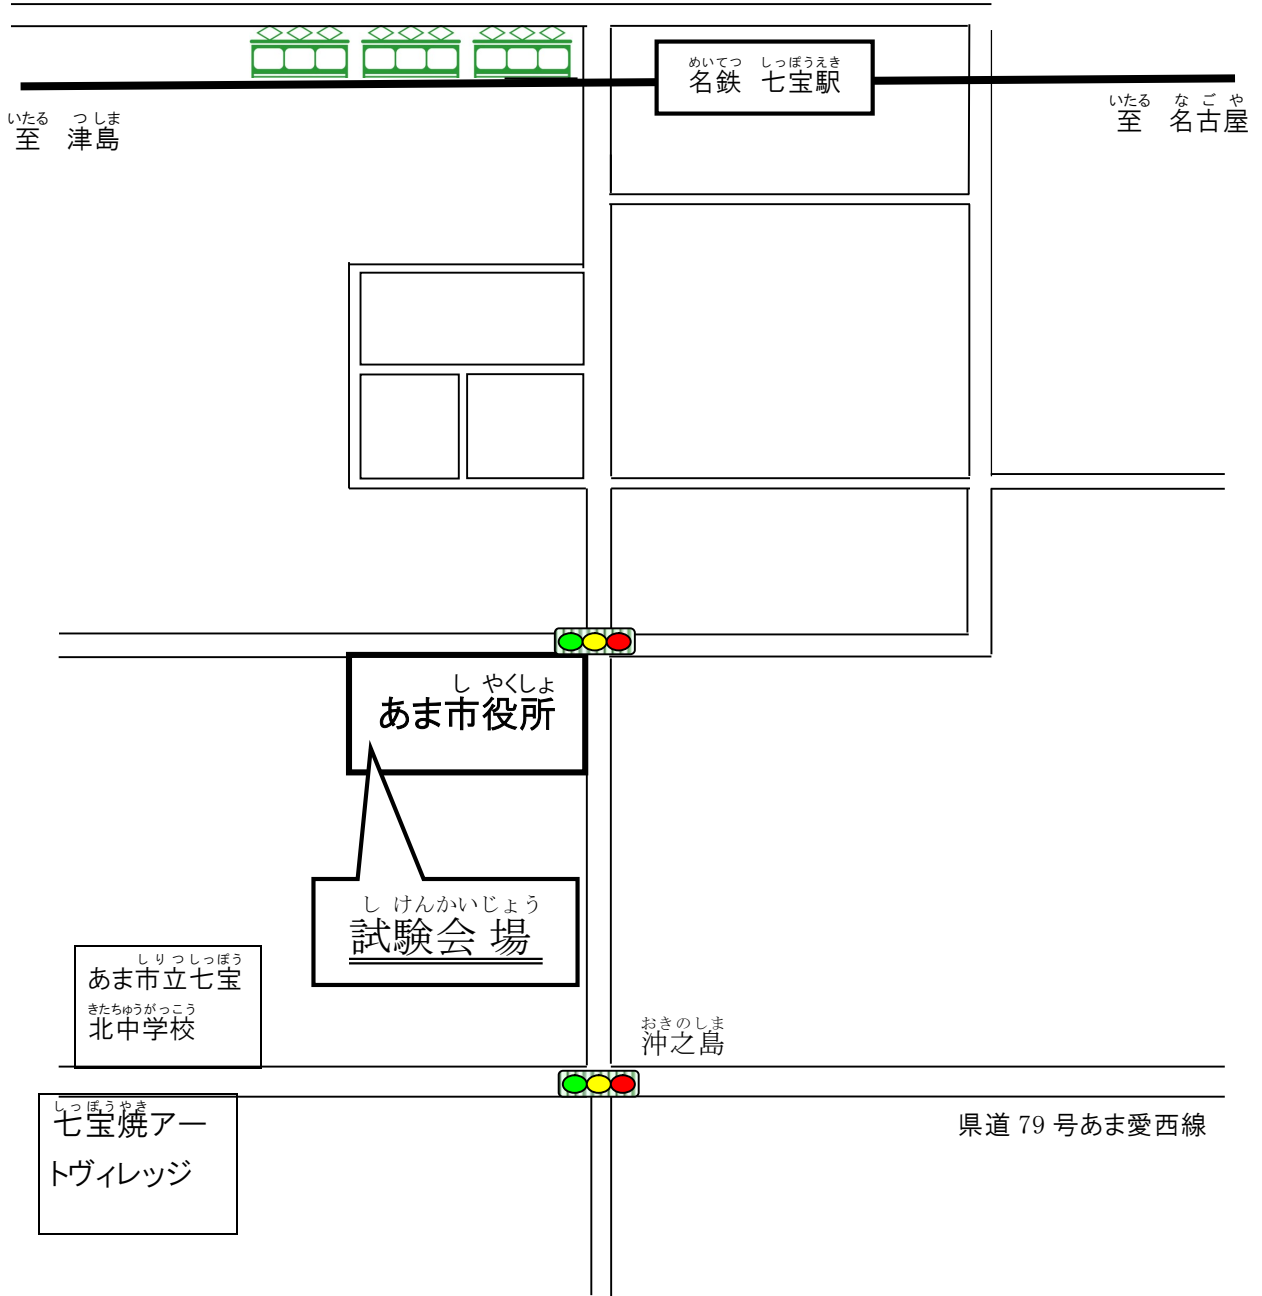 めいてつ しっぽうえき
名鉄 七宝駅
いたる つしま
至 津島
いたる なごや
至 名古屋
しやくしょ
あま市役所
しけんかいじょう
試験会場
しりつしっぽう
あま市立七宝
きたちゅうがっこう
北中学校
おきのしま
沖之島
しっぽうやき
七宝焼アー
トヴィレッジ
県道 79 号あま愛西線